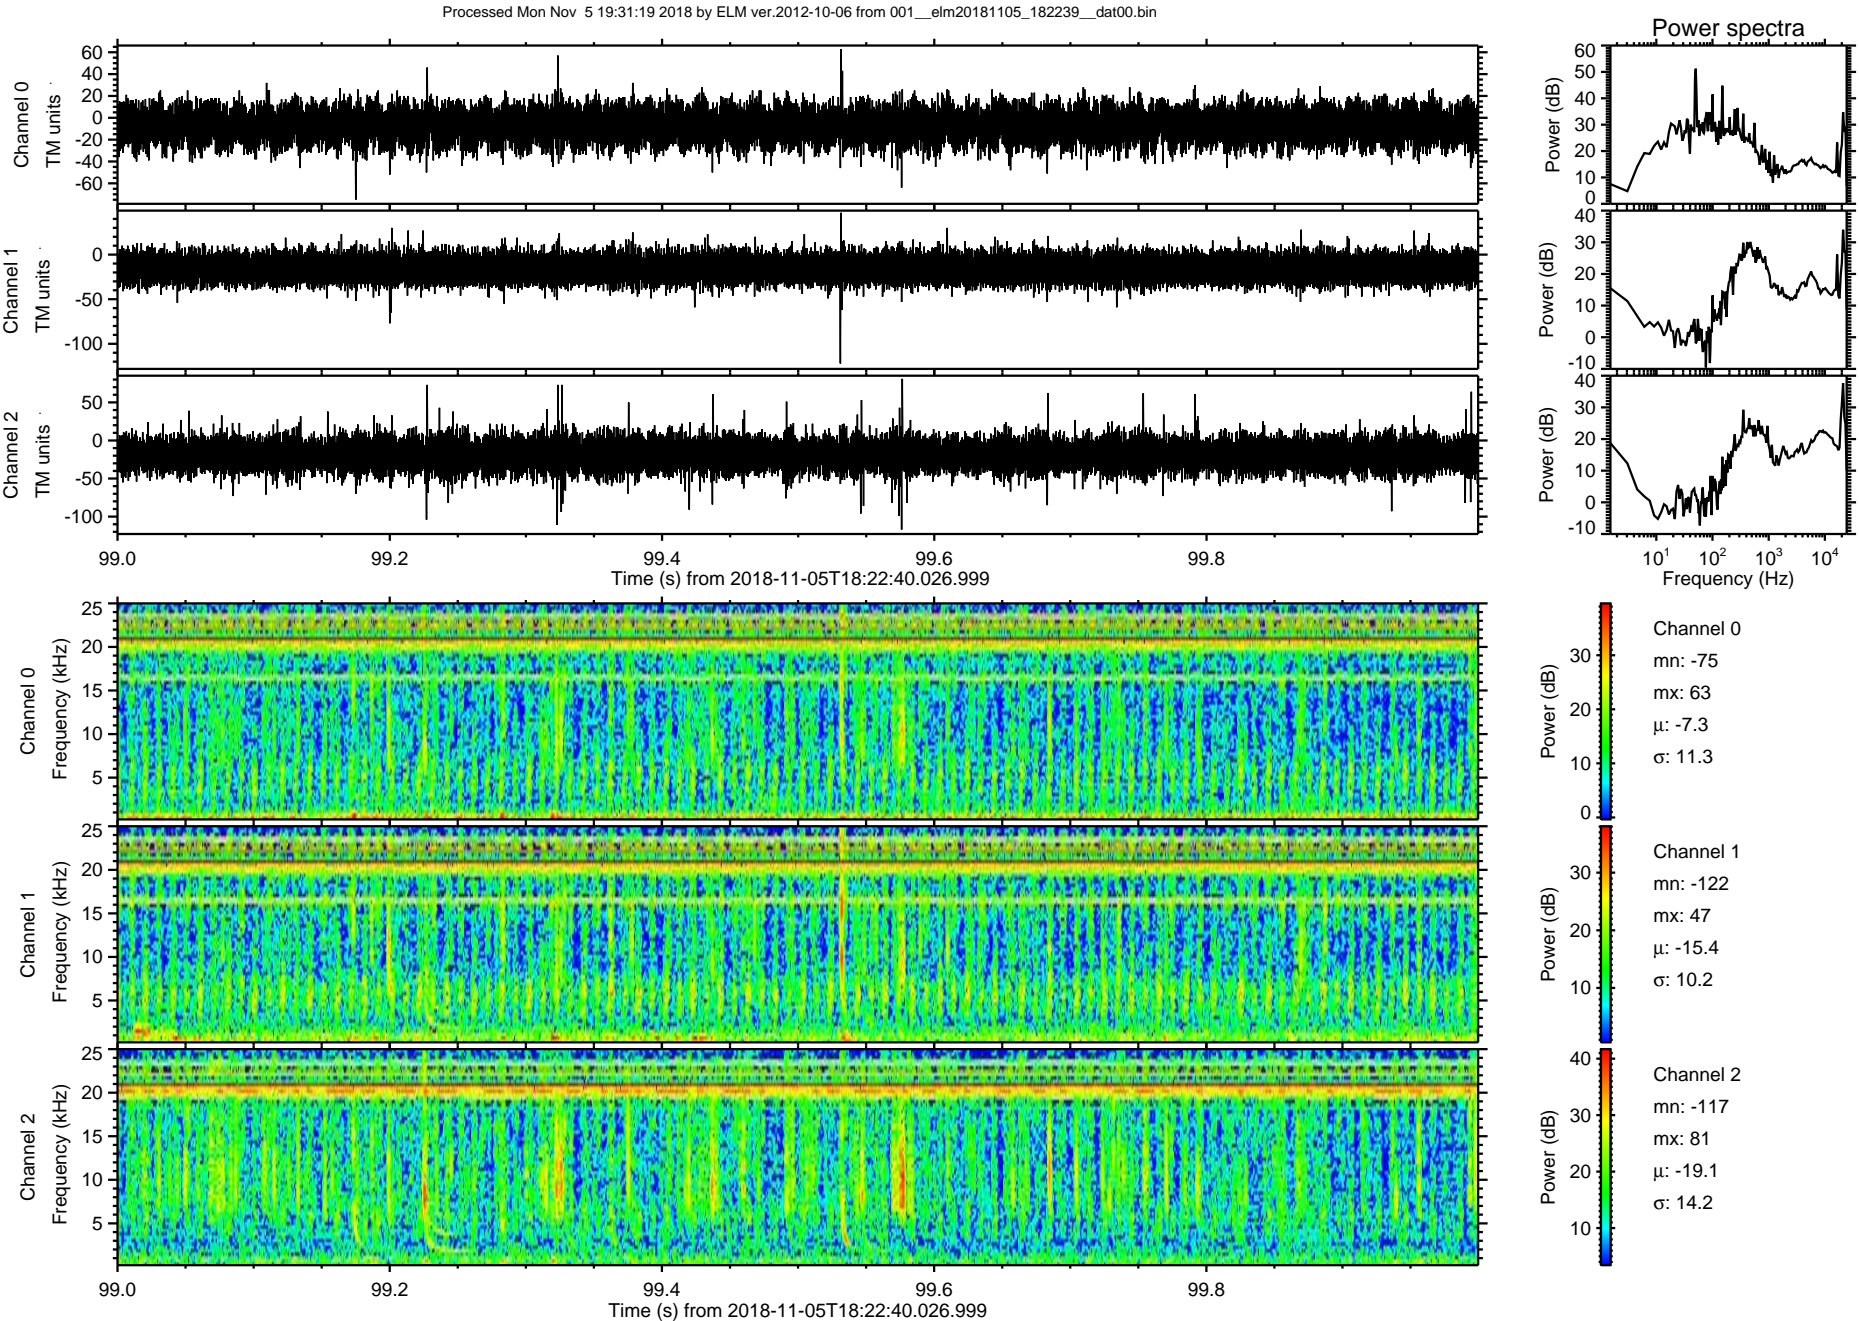 Processed Mon Nov  5 19:31:19 2018 by ELM ver.2012-10-06 from 001__elm20181105_182239__dat00.bin
Power spectra
Channel 0
TM units
60
40
20
0
-20
-40
-60
Power (dB)
60
50
40
30
20
10
0
Channel 1
TM units
0
-50
-100
Power (dB)
40
30
20
10
0
-10
Channel 2
TM units
50
0
-50
-100
Power (dB)
40
30
20
10
0
-10
99.0
99.2
99.4
99.6
99.8
Time (s) from 2018-11-05T18:22:40.026.999
10^1
10^2
10^3
10^4
Frequency (Hz)
Channel 0
Frequency (kHz)
25
20
15
10
5
Power (dB)
30
20
10
0
Channel 0
mn: -75
mx: 63
µ: -7.3
σ: 11.3
Channel 1
Frequency (kHz)
25
20
15
10
5
Power (dB)
30
20
10
Channel 1
mn: -122
mx: 47
µ: -15.4
σ: 10.2
Channel 2
Frequency (kHz)
25
20
15
10
5
Power (dB)
40
30
20
10
Channel 2
mn: -117
mx: 81
µ: -19.1
σ: 14.2
99.0
99.2
99.4
99.6
99.8
Time (s) from 2018-11-05T18:22:40.026.999